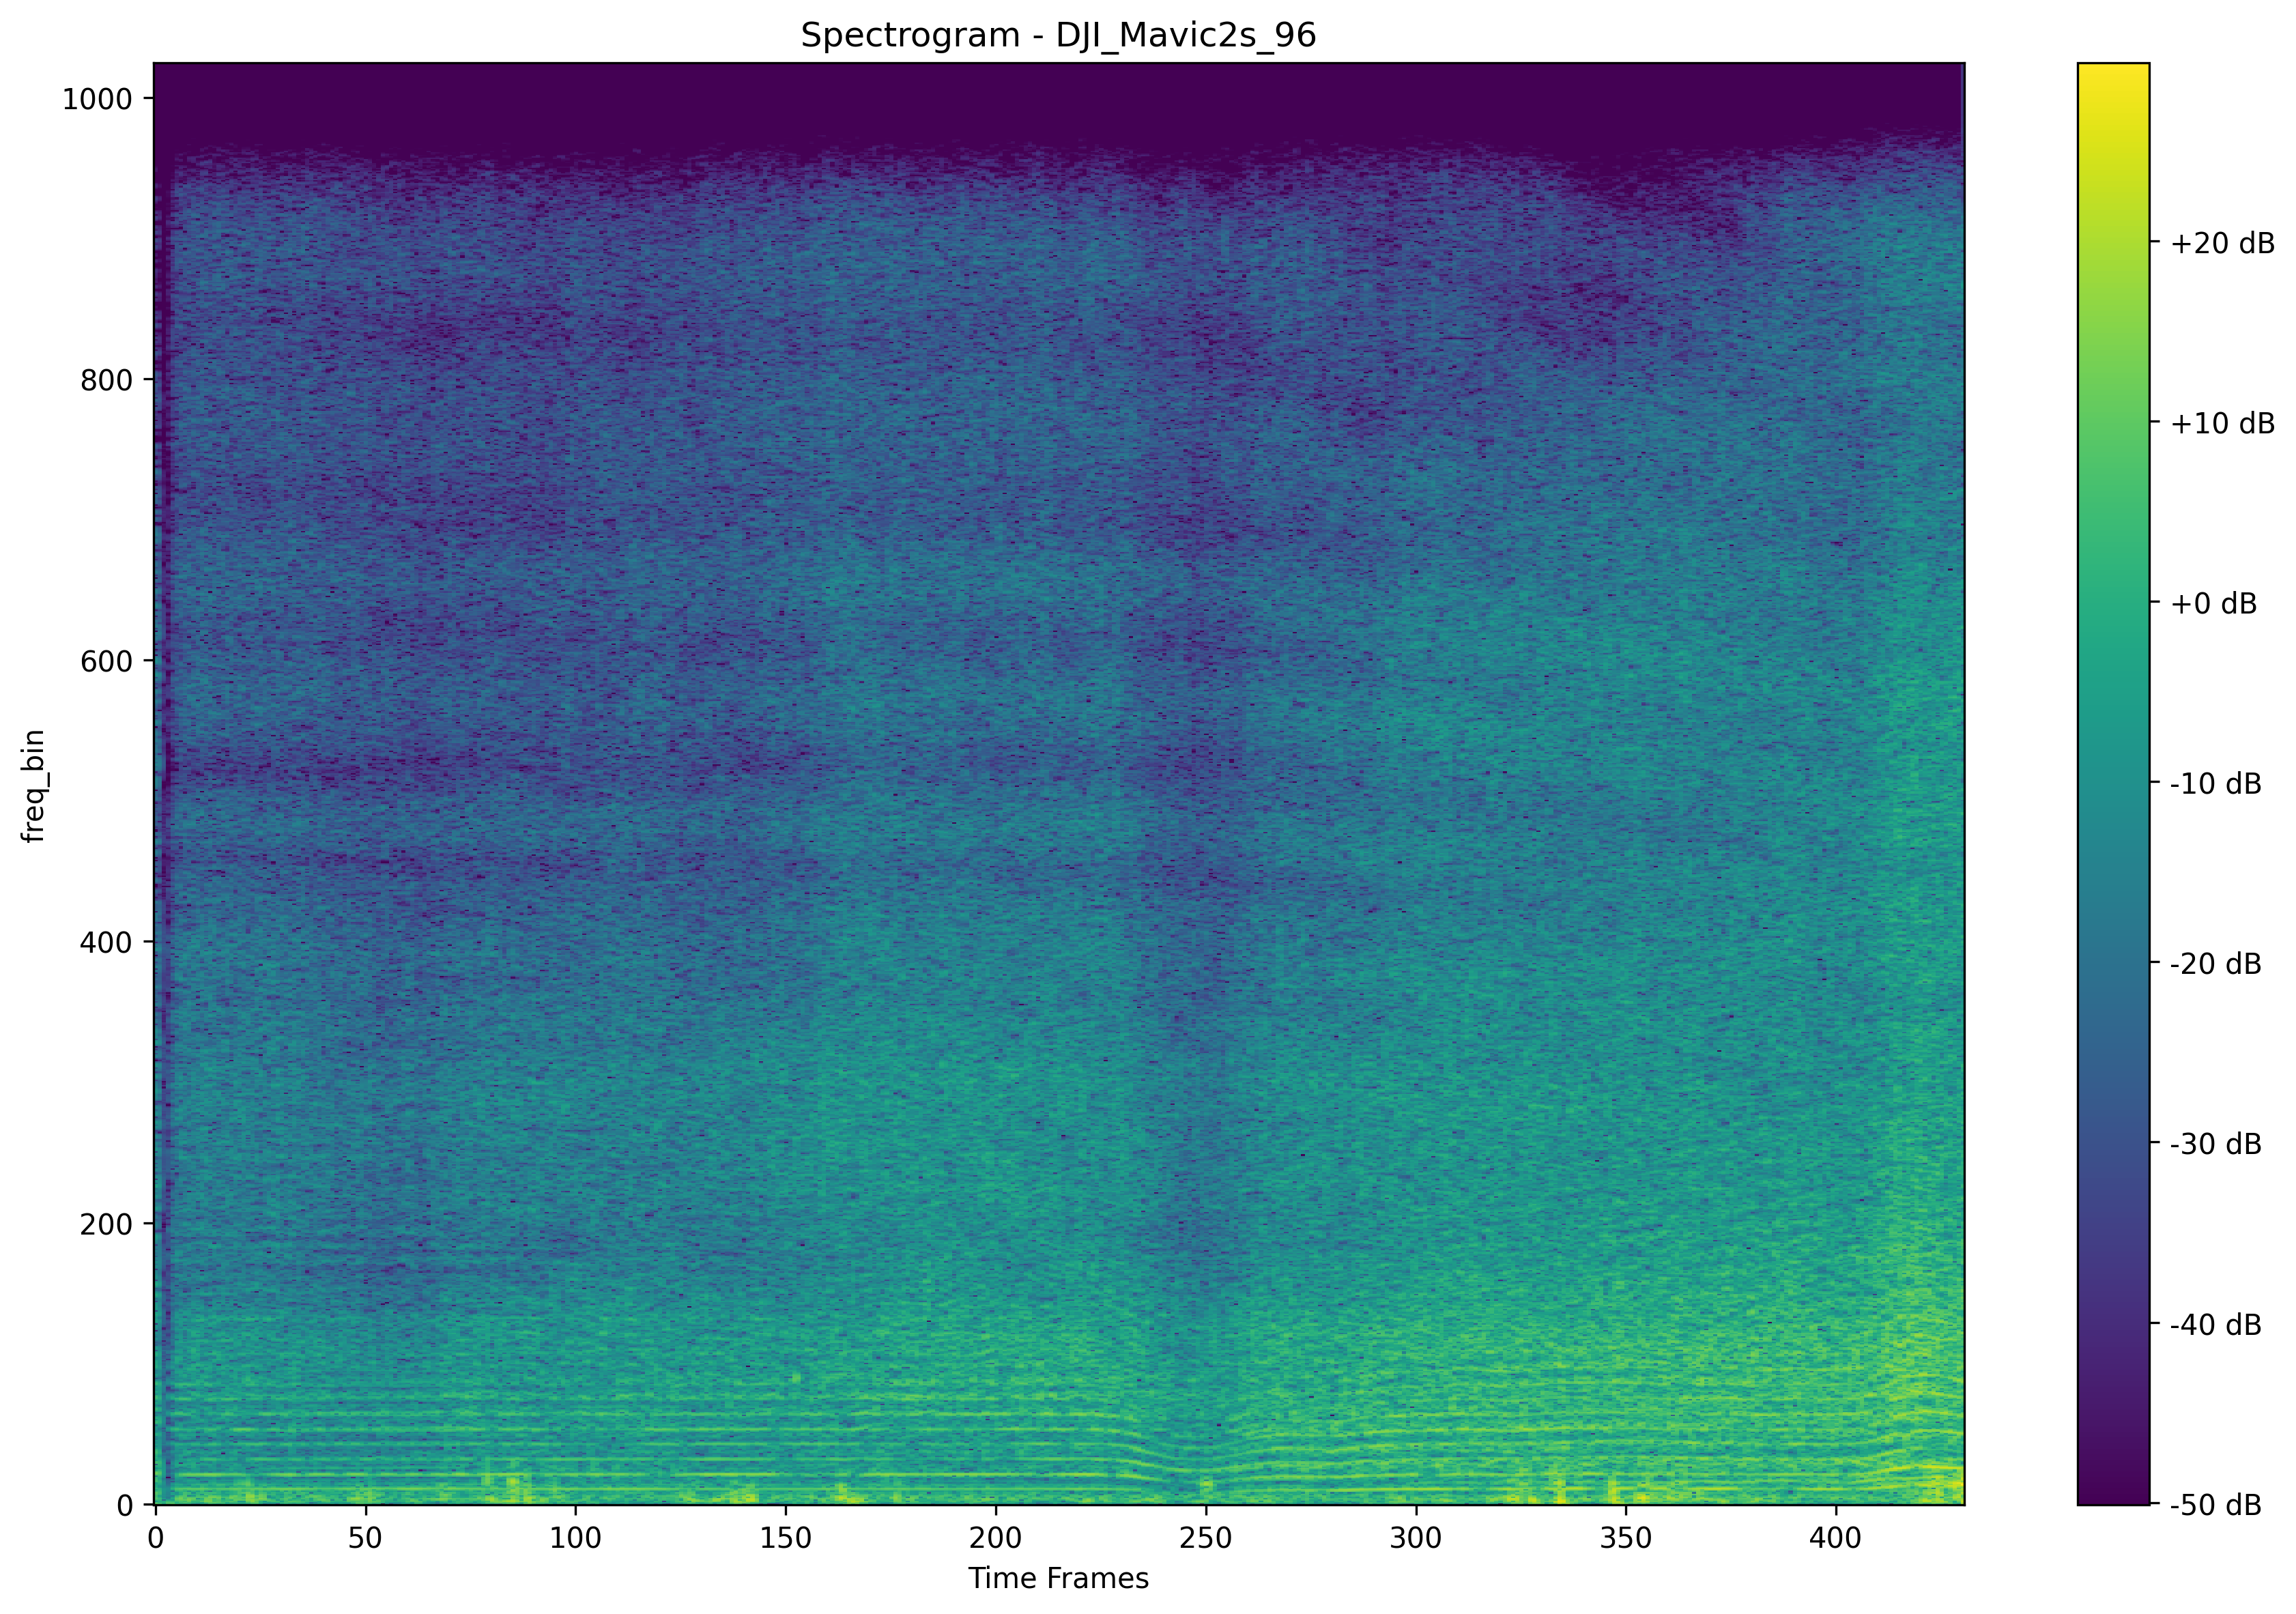 Spectrogram - DJI_Mavic2s_96
1000
800
600
400
200
0
freq_bin
0 50 100 150 200 250 300 350 400
Time Frames
+20 dB
+10 dB
+0 dB
-10 dB
-20 dB
-30 dB
-40 dB
-50 dB